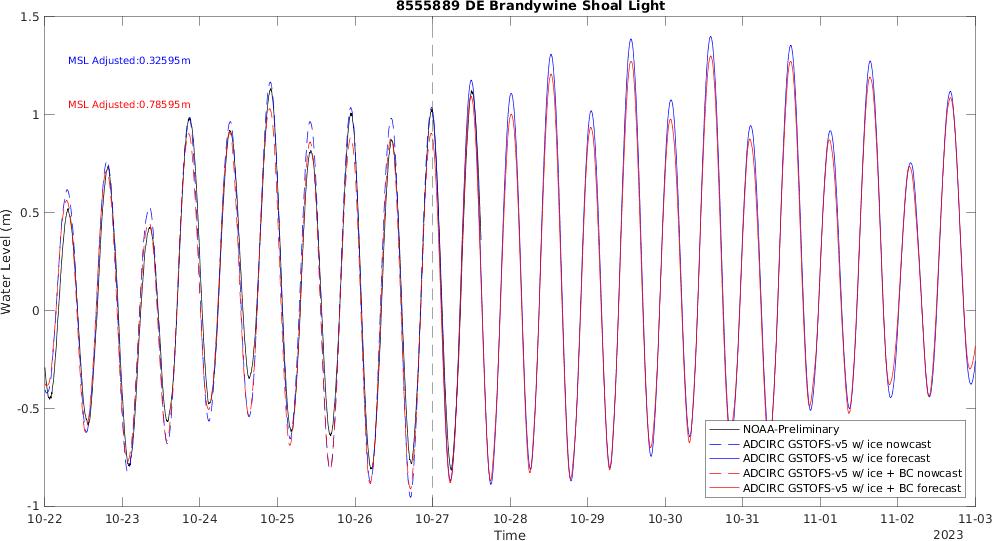 8555889 DE Brandywine Shoal Light
MSL Adjusted:0.32595m
MSL Adjusted:0.78595m
Water Level (m)
1.5
1
0.5
0
-0.5
-1
10-22 10-23 10-24 10-25 10-26 10-27 10-28 10-29 10-30 10-31 11-01 11-02 11-03
Time
2023
NOAA-Preliminary
ADCIRC GSTOFS-v5 w/ ice nowcast
ADCIRC GSTOFS-v5 w/ ice forecast
ADCIRC GSTOFS-v5 w/ ice + BC nowcast
ADCIRC GSTOFS-v5 w/ ice + BC forecast